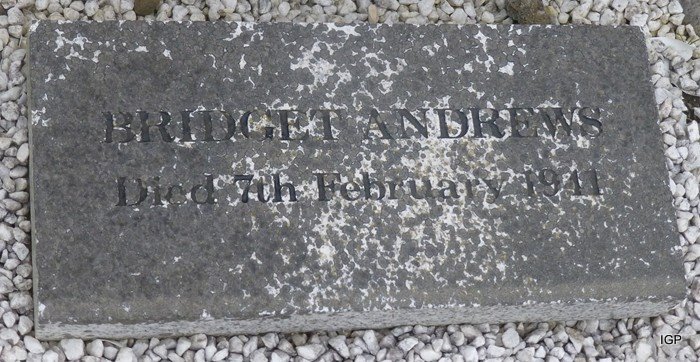 BRIDGET ANDREWS
Died 7th February 1941
IGP